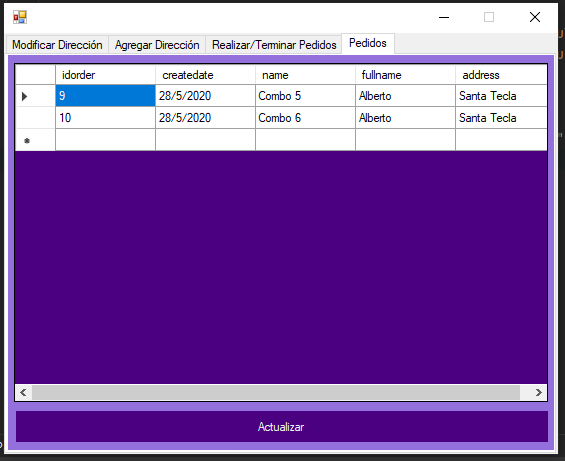 Modificar Dirección Agregar Dirección Realizar/Terminar Pedidos Pedidos
idorder createdate name fullname address
9 28/5/2020 Combo 5 Alberto Santa Tecla
10 28/5/2020 Combo 6 Alberto Santa Tecla
Actualizar